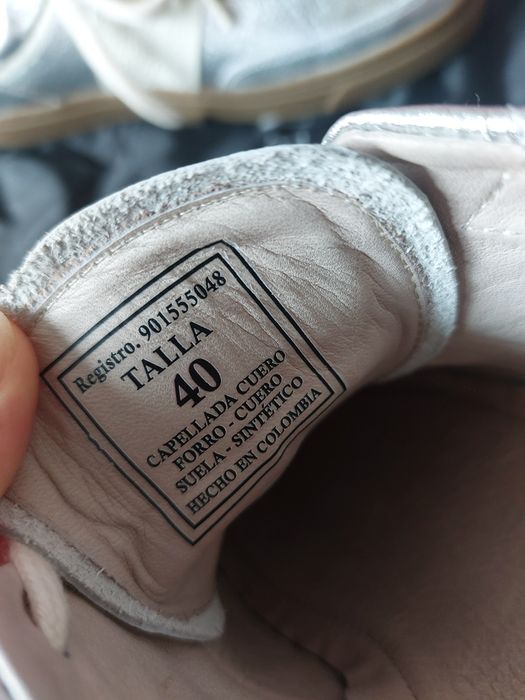 Registro. 901555048
TALLA
40
CAPELLADA CUERO
FORRO - CUERO
SUELA - SINTÉTICO
HECHO EN COLOMBIA